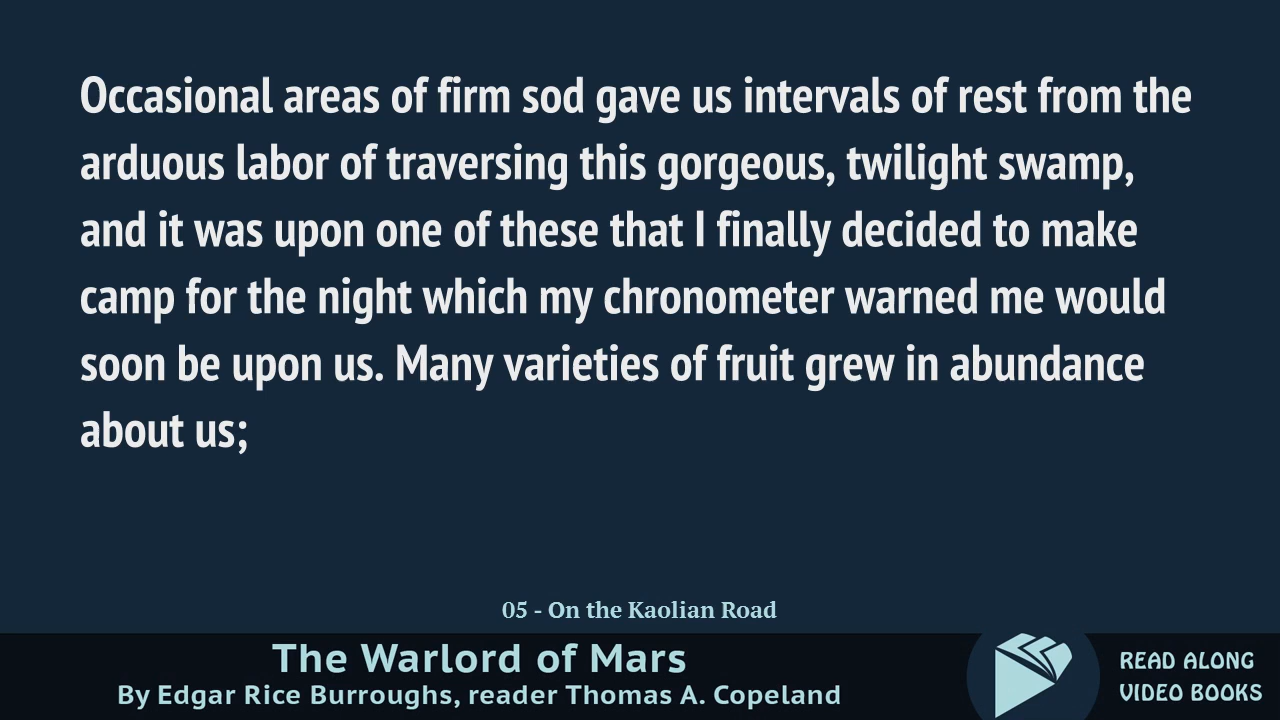 Occasional areas of firm sod gave us intervals of rest from the
arduous labor of traversing this gorgeous, twilight swamp,
and it was upon one of these that I finally decided to make
camp for the night which my chronometer warned me would
soon be upon us. Many varieties of fruit grew in abundance
about us;
05 - On the Kaolian Road
The Warlord of Mars
By Edgar Rice Burroughs, reader Thomas A. Copeland
READ ALONG
VIDEO BOOKS